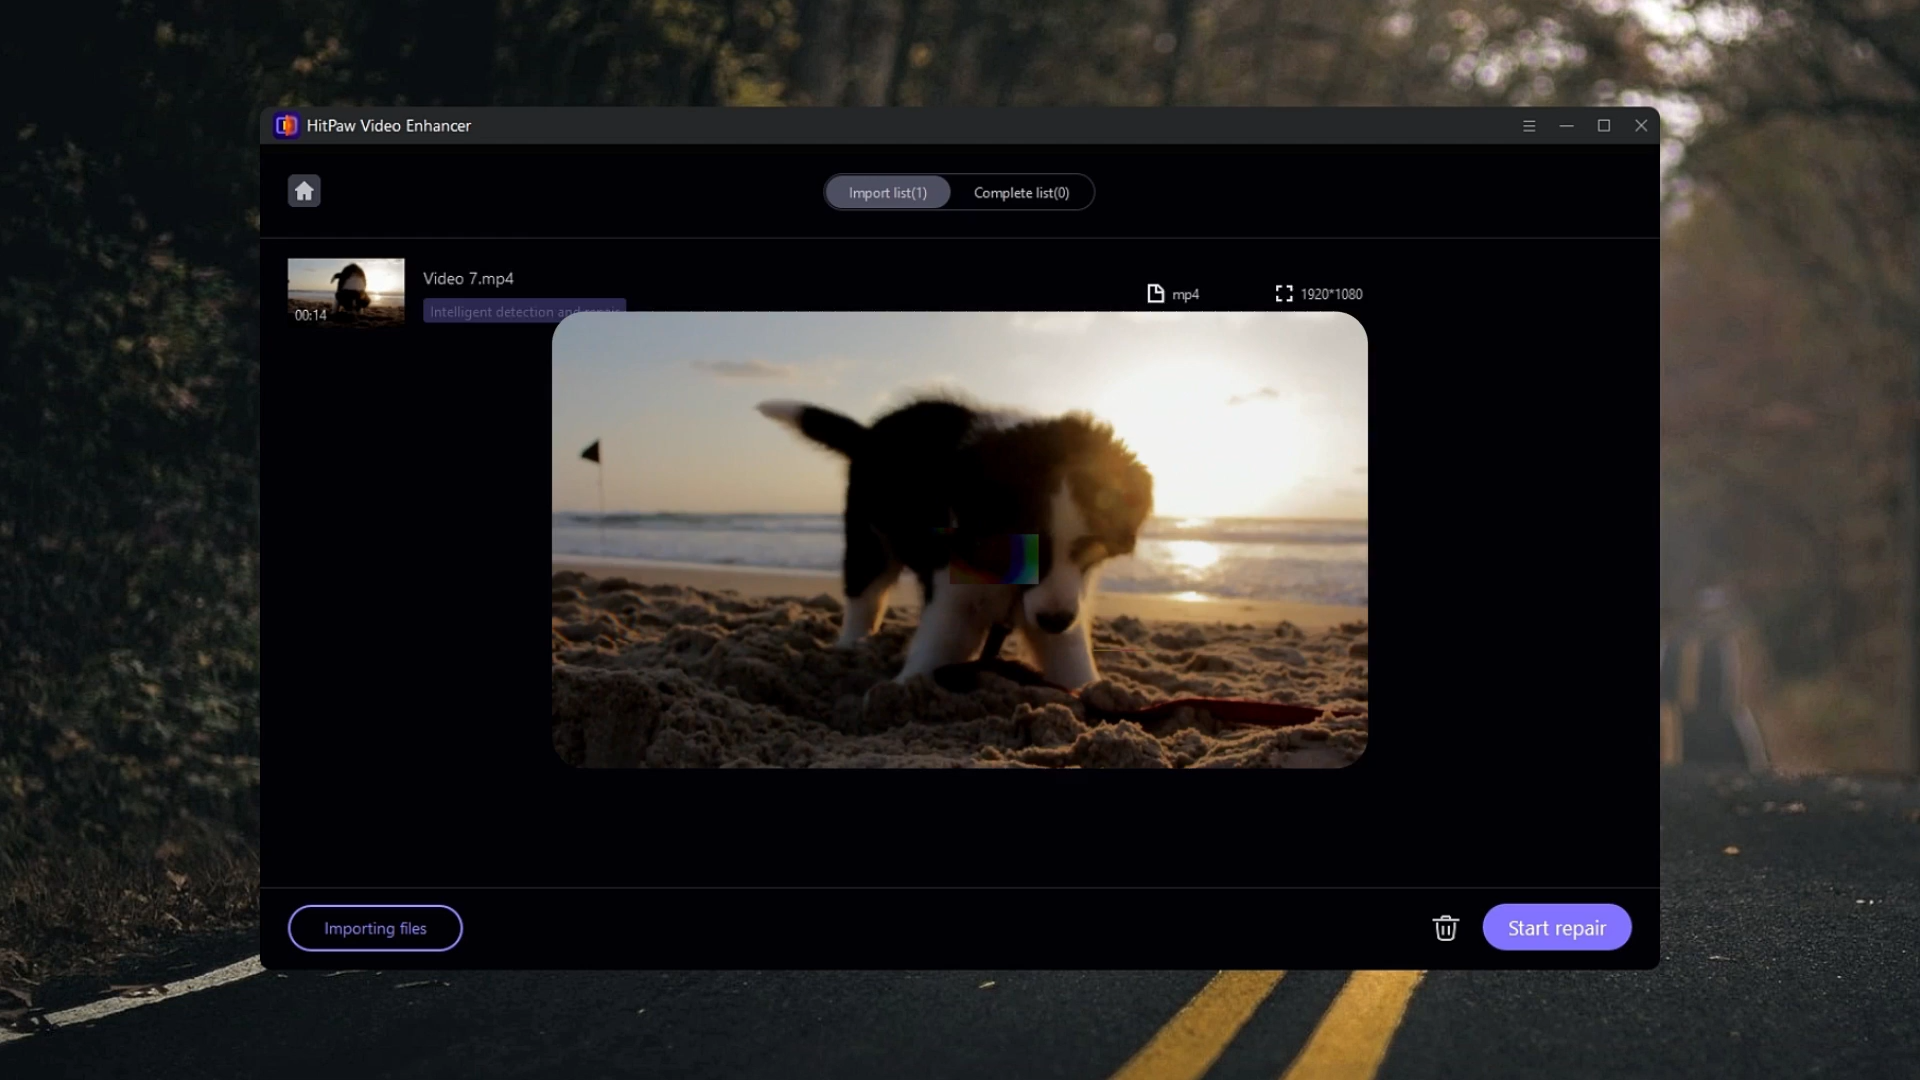 HitPaw Video Enhancer
Import list(1) Complete list(0)
Video 7.mp4
00:14
Intelligent detection and repair
mp4 1920*1080
Importing files Start repair